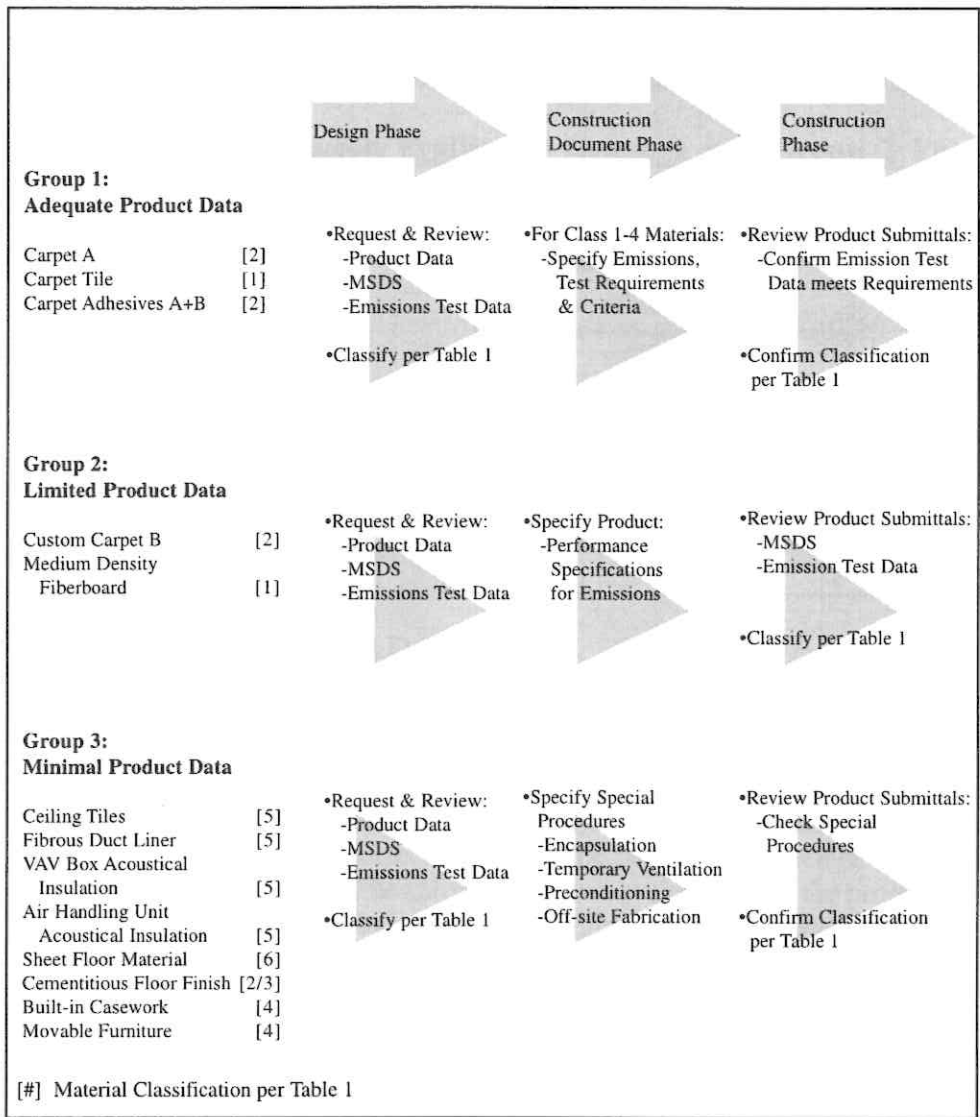 Design Phase
Construction
Document Phase
Construction
Phase
Group 1:
Adequate Product Data
Carpet A [2]
Carpet Tile [1]
Carpet Adhesives A+B [2]
•Request & Review:
-Product Data
-MSDS
-Emissions Test Data
•Classify per Table 1
•For Class 1-4 Materials:
-Specify Emissions,
Test Requirements
& Criteria
•Review Product Submittals:
-Confirm Emission Test
Data meets Requirements
•Confirm Classification
per Table 1
Group 2:
Limited Product Data
Custom Carpet B [2]
Medium Density
Fiberboard [1]
•Request & Review:
-Product Data
-MSDS
-Emissions Test Data
•Specify Product:
-Performance
Specifications
for Emissions
•Review Product Submittals:
-MSDS
-Emission Test Data
•Classify per Table 1
Group 3:
Minimal Product Data
Ceiling Tiles [5]
Fibrous Duct Liner [5]
VAV Box Acoustical
Insulation [5]
Air Handling Unit
Acoustical Insulation [5]
Sheet Floor Material [6]
Cementitious Floor Finish [2/3]
Built-in Casework [4]
Movable Furniture [4]
•Request & Review:
-Product Data
-MSDS
-Emissions Test Data
•Classify per Table 1
•Specify Special
Procedures
-Encapsulation
-Temporary Ventilation
-Preconditioning
-Off-site Fabrication
•Review Product Submittals:
-Check Special
Procedures
•Confirm Classification
per Table 1
[#] Material Classification per Table 1